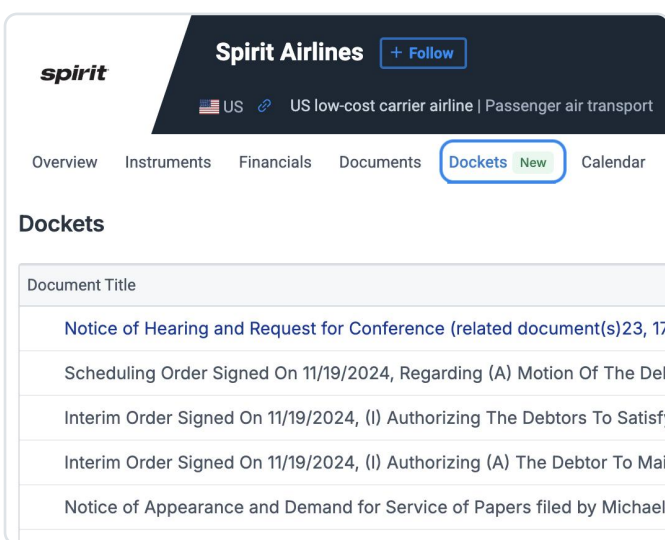 spirit
Spirit Airlines + Follow
US US low-cost carrier airline | Passenger air transport
Overview Instruments Financials Documents Dockets New Calendar
Dockets
Document Title
Notice of Hearing and Request for Conference (related document(s)23, 17
Scheduling Order Signed On 11/19/2024, Regarding (A) Motion Of The De
Interim Order Signed On 11/19/2024, (I) Authorizing The Debtors To Satisfy
Interim Order Signed On 11/19/2024, (I) Authorizing (A) The Debtor To Mai
Notice of Appearance and Demand for Service of Papers filed by Michael